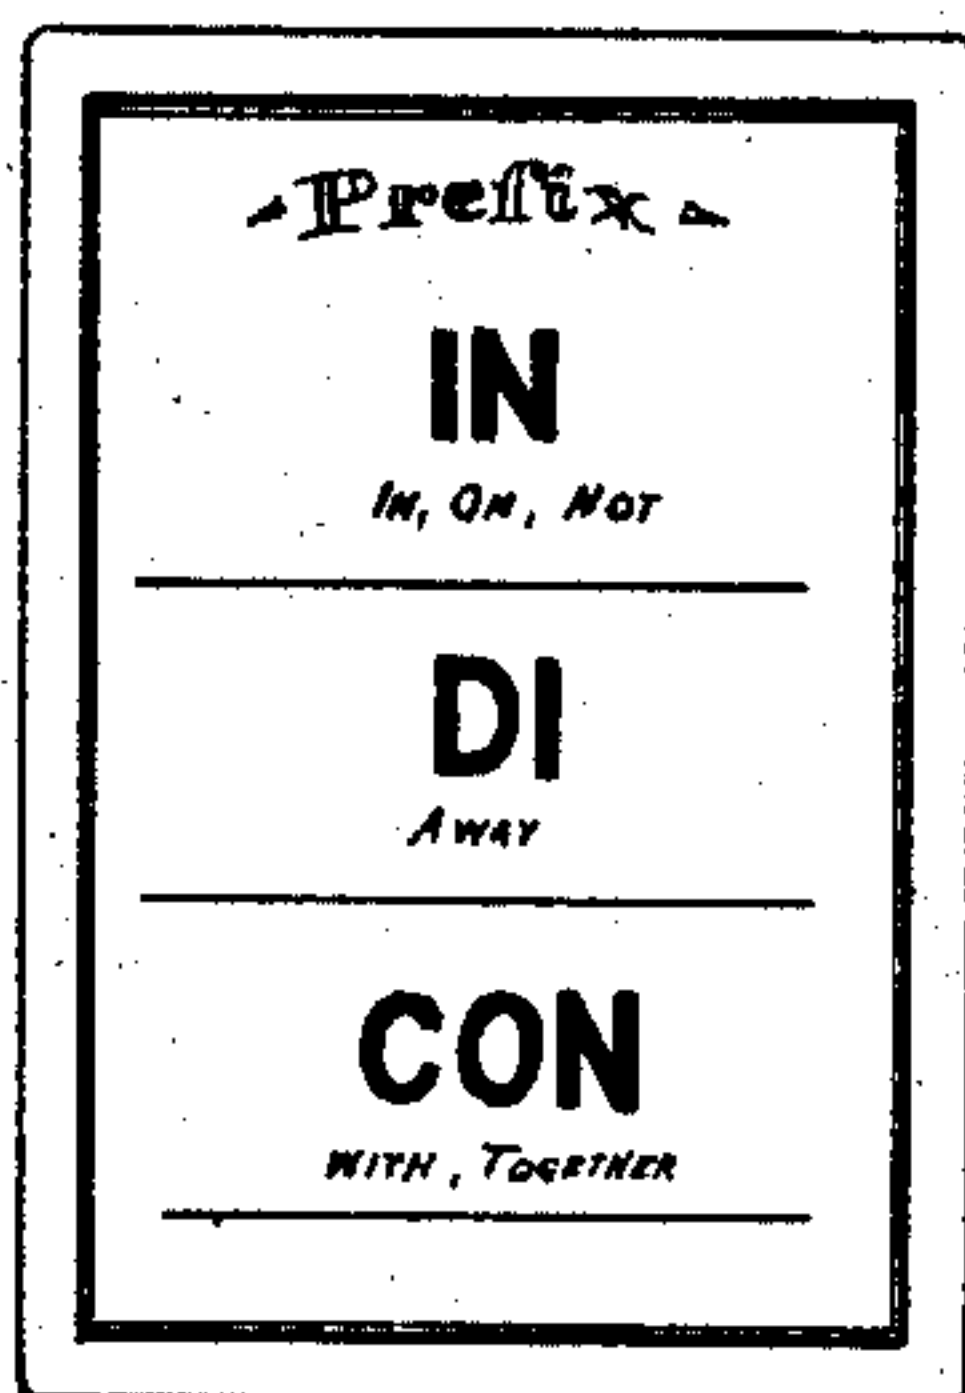 - Prefix -
IN
IN, ON, NOT
DI
AWAY
CON
WITH, TOGETHER